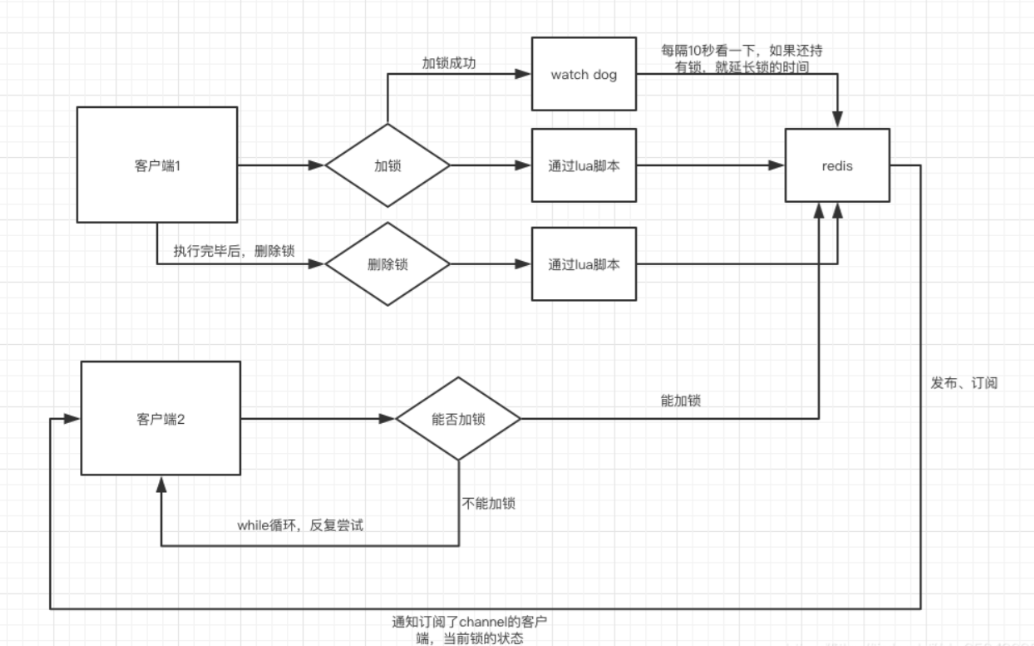 加锁成功
watch dog
每隔10秒看一下，如果还持
有锁，就延长锁的时间
客户端1
加锁
通过lua脚本
redis
执行完毕后，删除锁
删除锁
通过lua脚本
发布、订阅
客户端2
能否加锁
能加锁
不能加锁
while循环，反复尝试
通知订阅了channel的客户
端，当前锁的状态